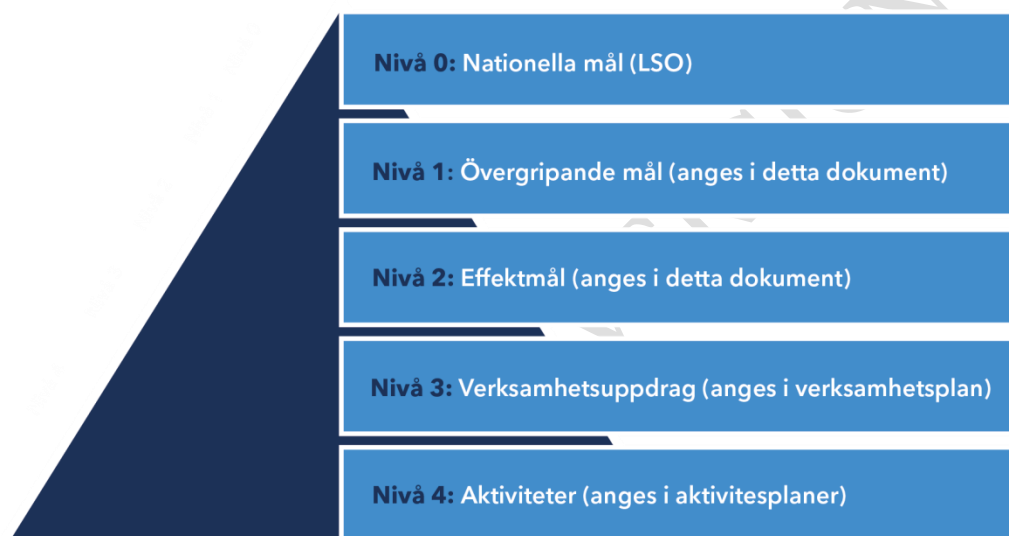 Nivå 0: Nationella mål (LSO)
Nivå 1: Övergripande mål (anges i detta dokument)
Nivå 2: Effektmål (anges i detta dokument)
Nivå 3: Verksamhetsuppdrag (anges i verksamhetsplan)
Nivå 4: Aktiviteter (anges i aktivitesplaner)